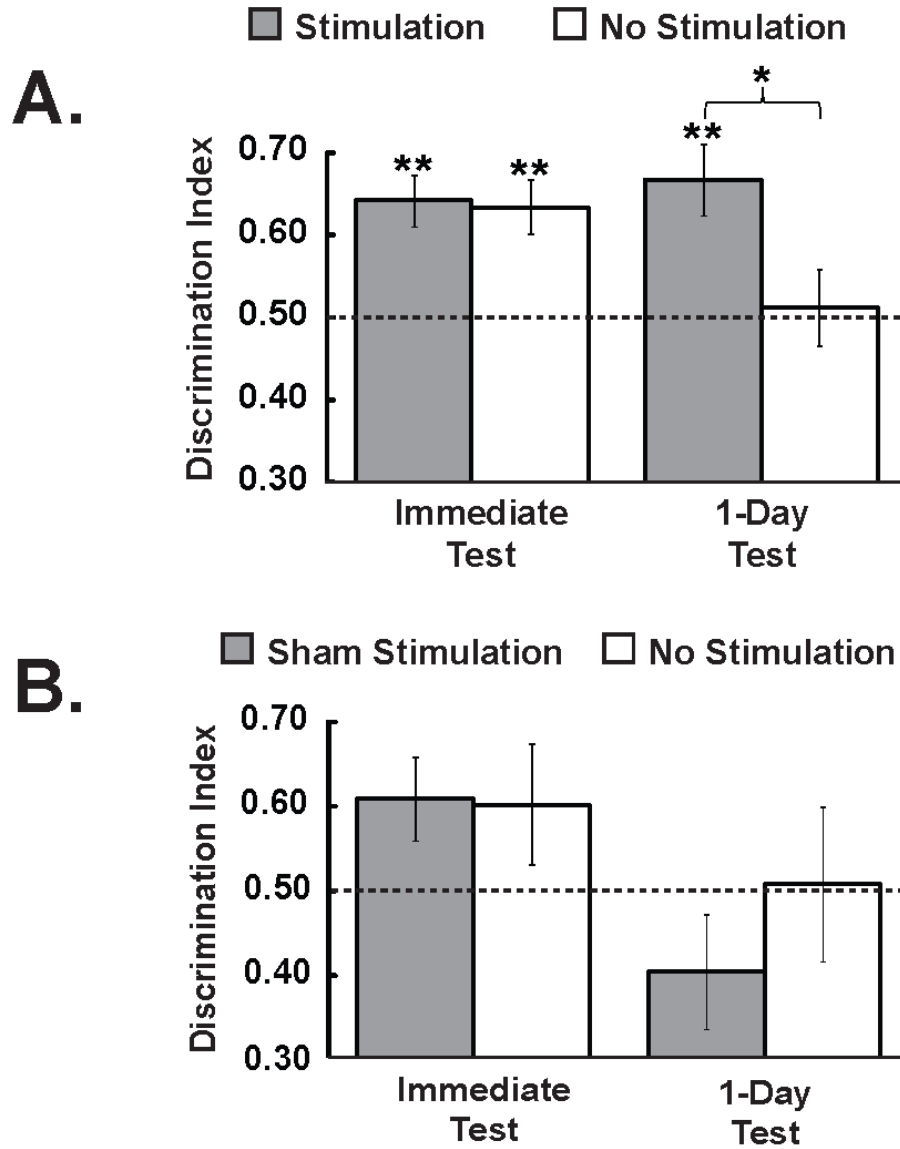 Stimulation No Stimulation
A.
*
** ** **
Discrimination Index
0.70
0.60
0.50
0.40
0.30
Immediate Test
1-Day Test
Sham Stimulation No Stimulation
B.
Discrimination Index
0.70
0.60
0.50
0.40
0.30
Immediate Test
1-Day Test